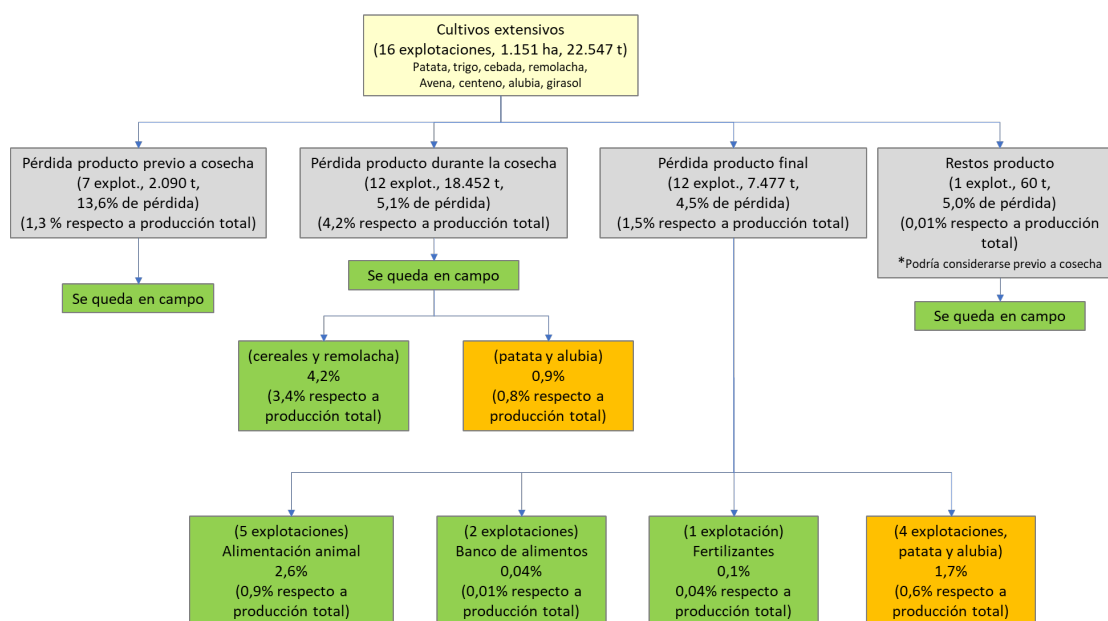 Cultivos extensivos
(16 explotaciones, 1.151 ha, 22.547 t)
Patata, trigo, cebada, remolacha,
Avena, centeno, alubia, girasol
Pérdida producto previo a cosecha
(7 explot., 2.090 t,
13,6% de pérdida)
(1,3 % respecto a producción total)
Pérdida producto durante la cosecha
(12 explot., 18.452 t,
5,1% de pérdida)
(4,2% respecto a producción total)
Pérdida producto final
(12 explot., 7.477 t,
4,5% de pérdida)
(1,5% respecto a producción total)
Restos producto
(1 explot., 60 t,
5,0% de pérdida)
(0,01% respecto a producción
total)
*Podría considerarse previo a cosecha
Se queda en campo
Se queda en campo
Se queda en campo
(cereales y remolacha)
4,2%
(3,4% respecto a
producción total)
(patata y alubia)
0,9%
(0,8% respecto a
producción total)
(5 explotaciones)
Alimentación animal
2,6%
(0,9% respecto a
producción total)
(2 explotaciones)
Banco de alimentos
0,04%
(0,01% respecto a
producción total)
(1 explotación)
Fertilizantes
0,1%
0,04% respecto a
producción total)
(4 explotaciones,
patata y alubia)
1,7%
(0,6% respecto a
producción total)